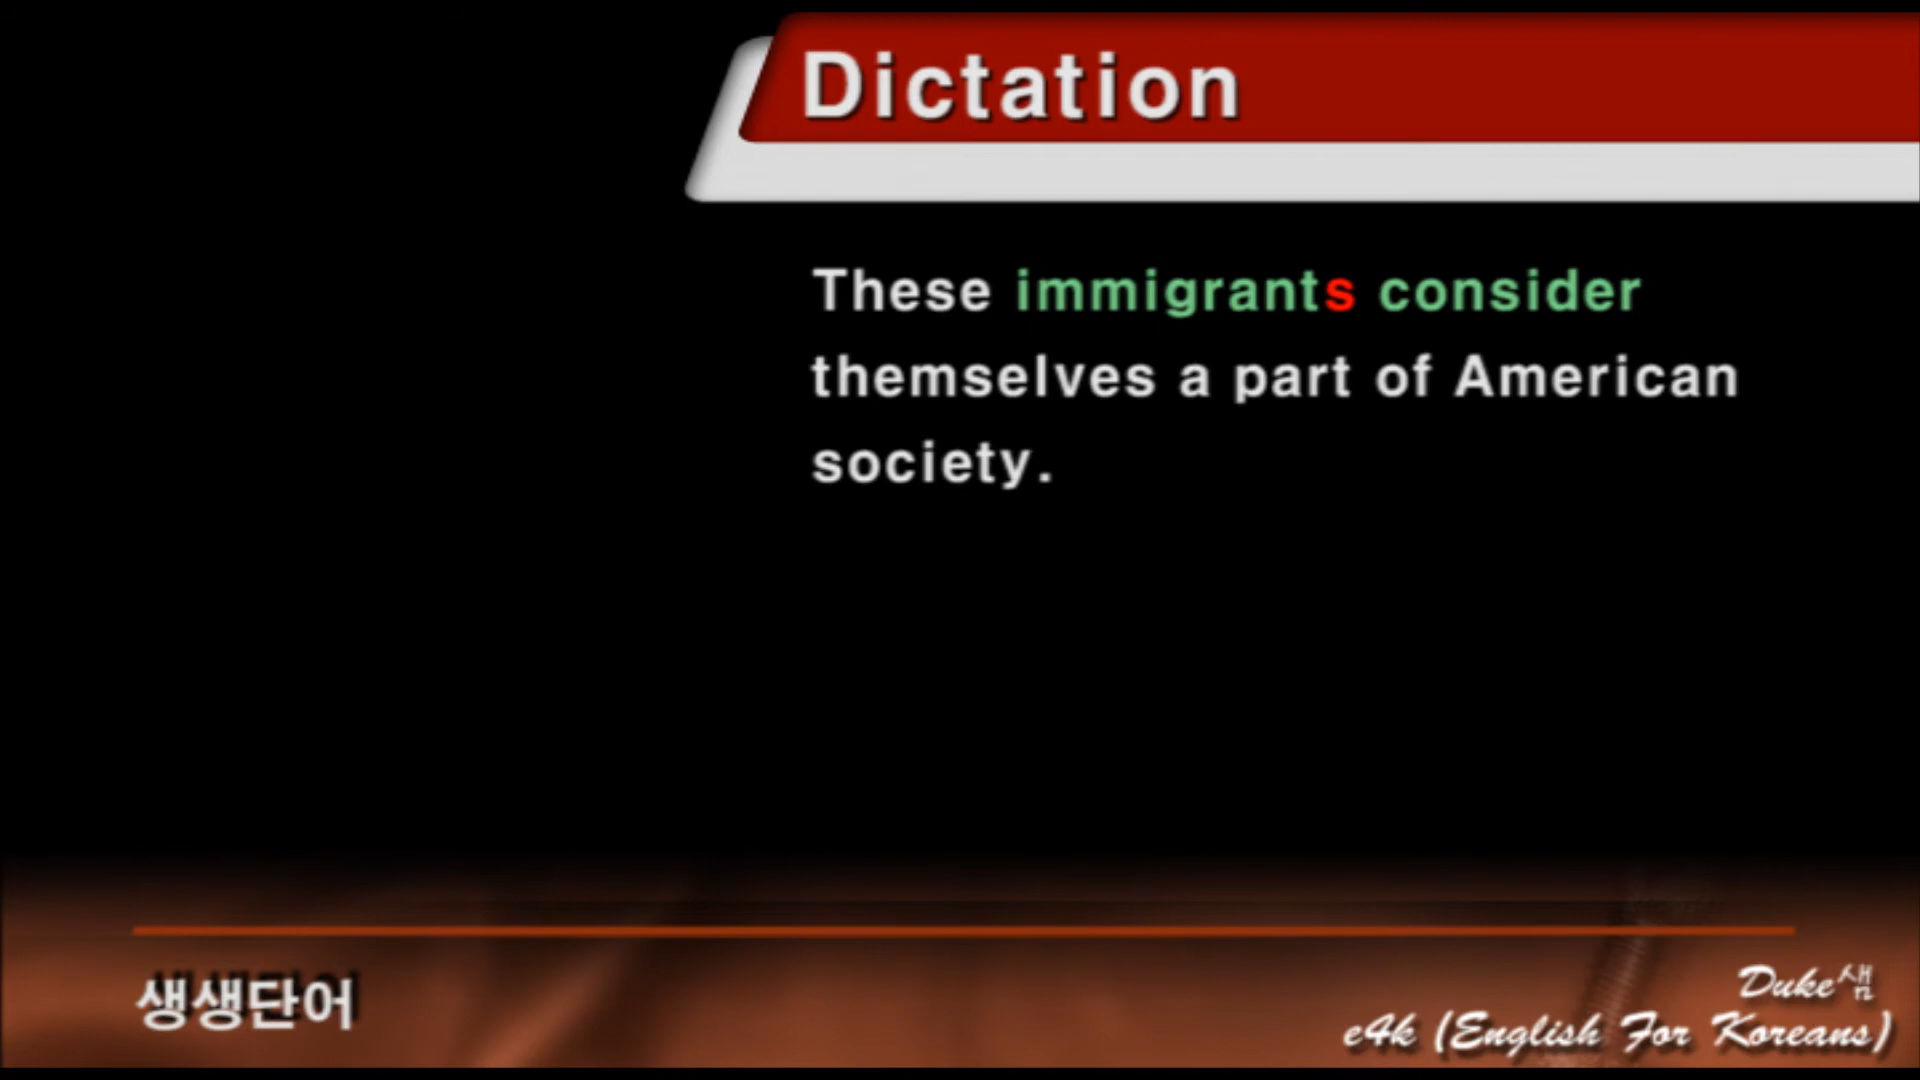 Dictation
These immigrants consider
themselves a part of American
society.
생생단어
Duke샘
e4k (English For Koreans)